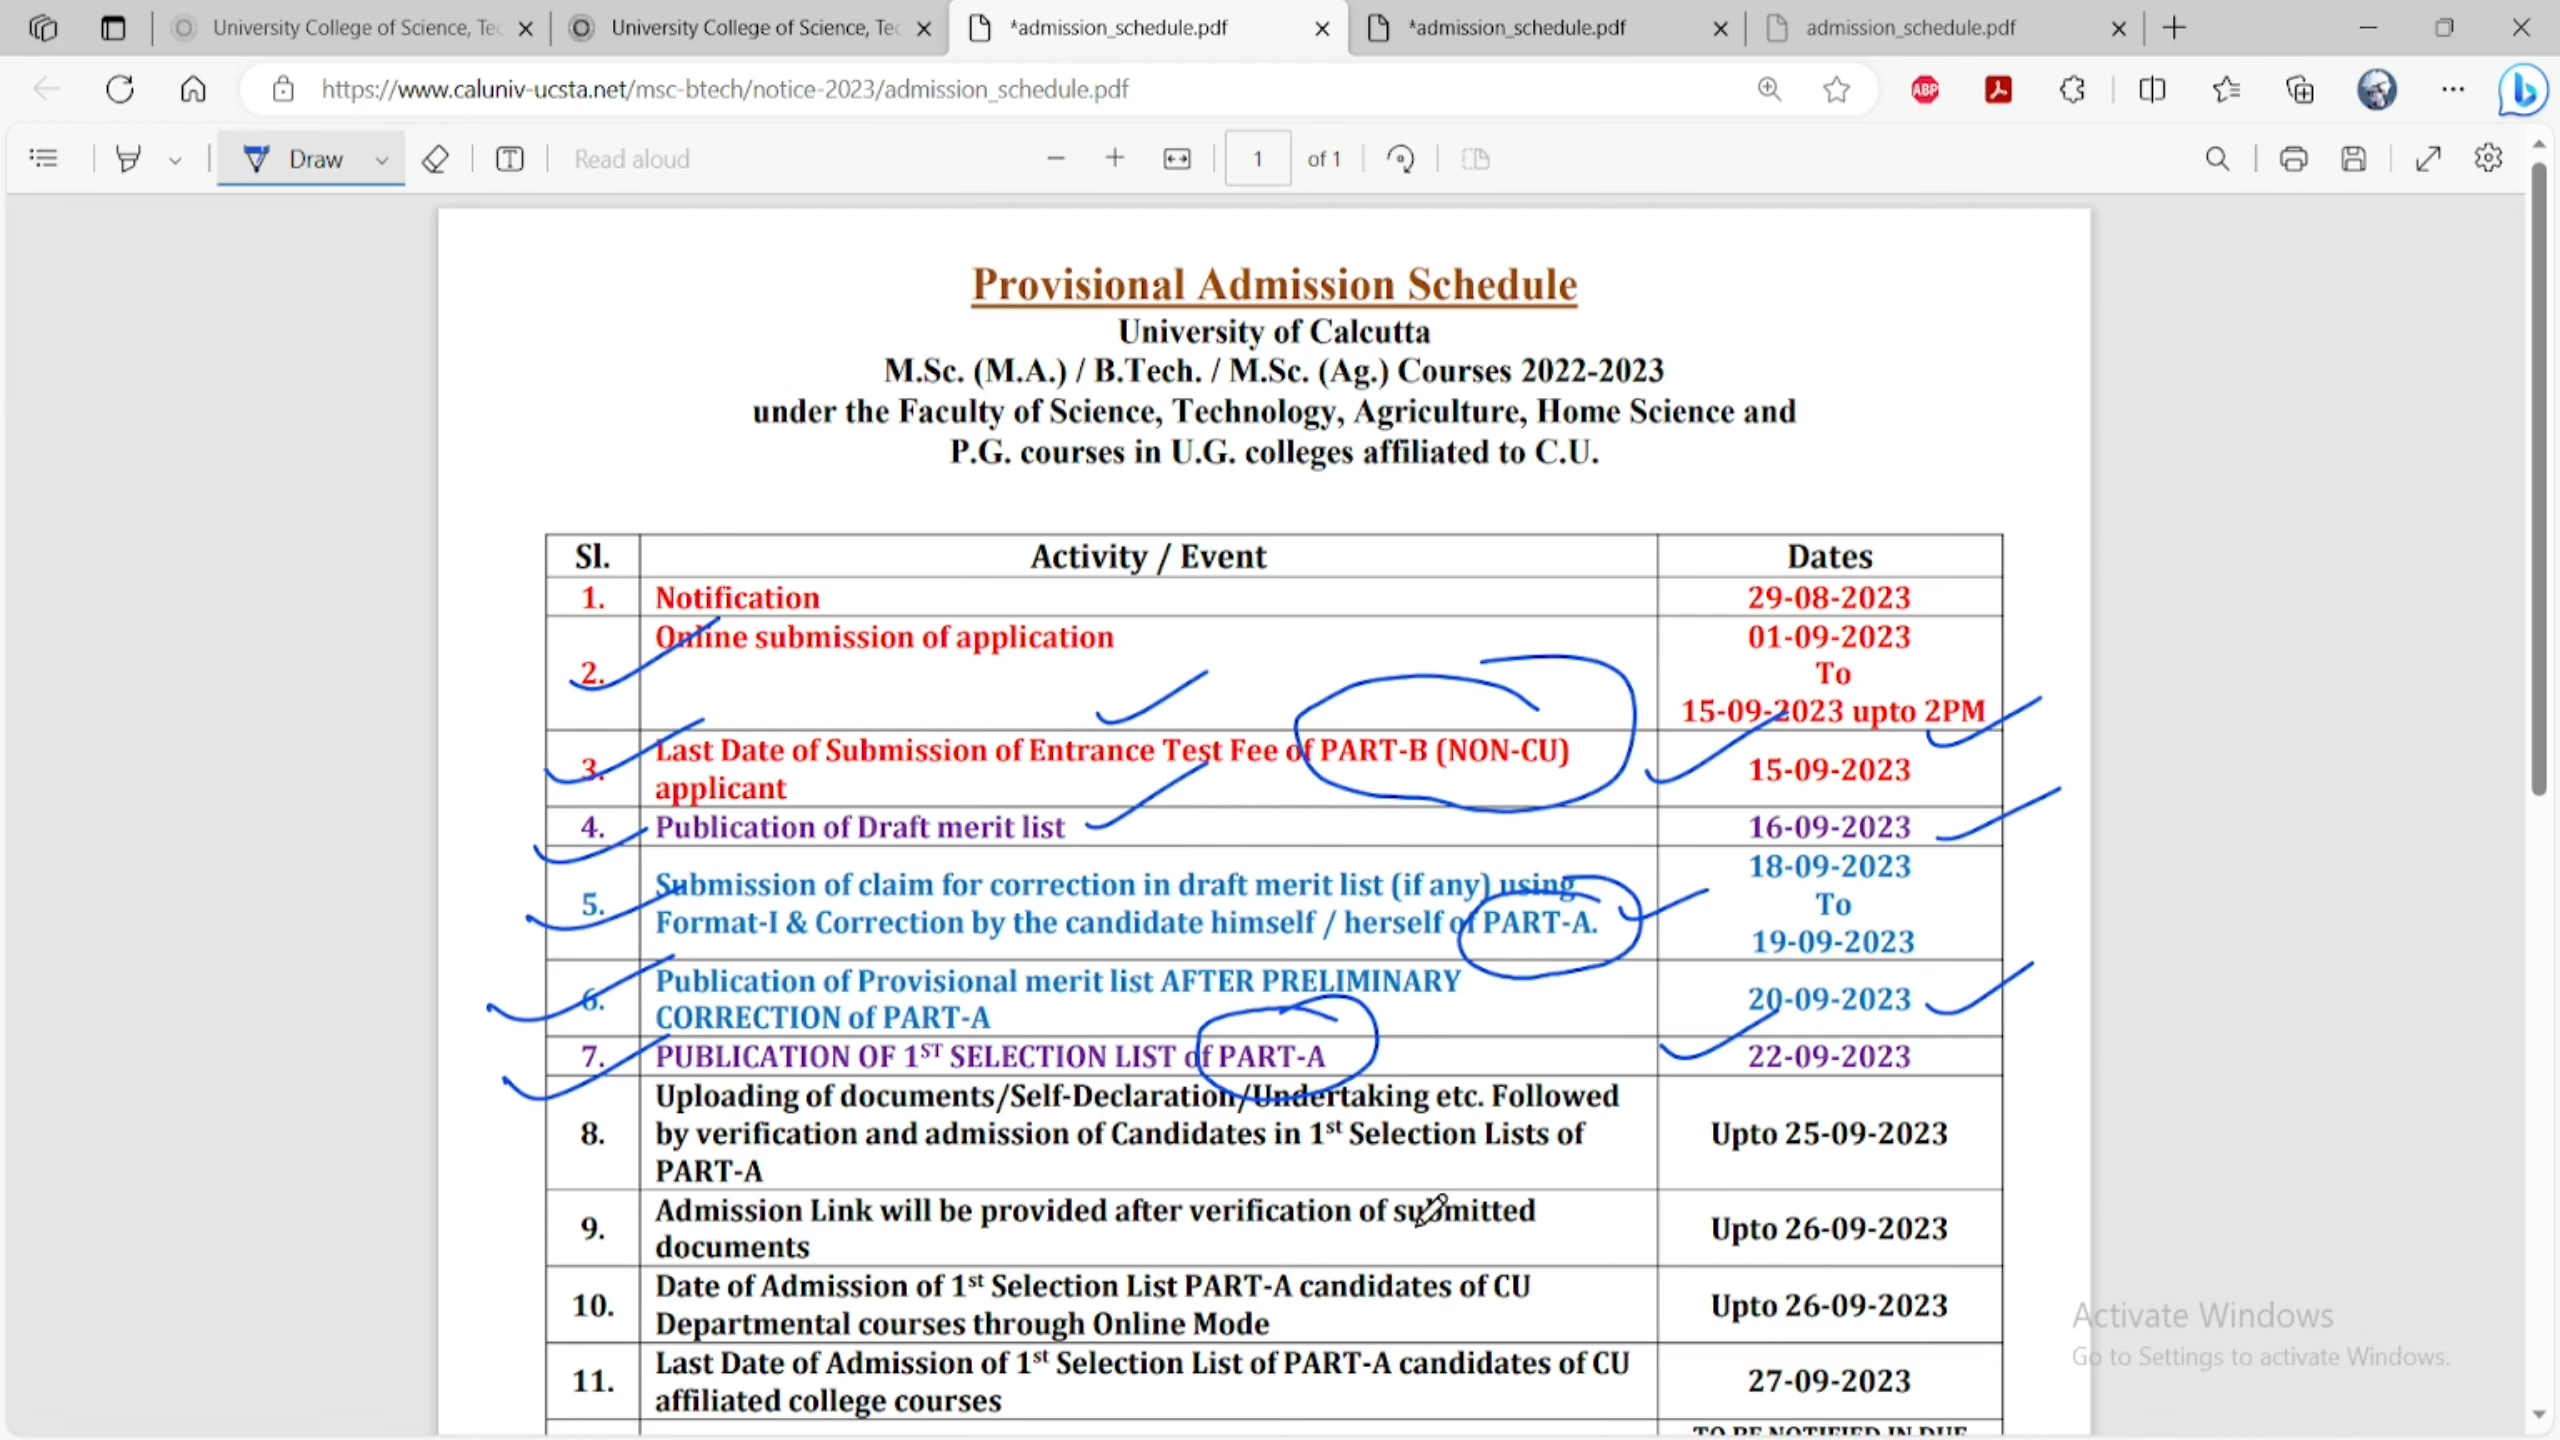 University College of Science, Tec
University College of Science, Tec
*admission_schedule.pdf
*admission_schedule.pdf
admission_schedule.pdf
https://www.caluniv-ucsta.net/msc-btech/notice-2023/admission_schedule.pdf
ABP
Draw
Read aloud
1
of 1
Provisional Admission Schedule
University of Calcutta
M.Sc. (M.A.) / B.Tech. / M.Sc. (Ag.) Courses 2022-2023
under the Faculty of Science, Technology, Agriculture, Home Science and
P.G. courses in U.G. colleges affiliated to C.U.
Sl. Activity / Event Dates
1. Notification 29-08-2023
2. Online submission of application 01-09-2023
To
15-09-2023 upto 2PM
3. Last Date of Submission of Entrance Test Fee of PART-B (NON-CU)
applicant 15-09-2023
4. Publication of Draft merit list 16-09-2023
5. Submission of claim for correction in draft merit list (if any) using
Format-I & Correction by the candidate himself / herself of PART-A.
18-09-2023
To
19-09-2023
6. Publication of Provisional merit list AFTER PRELIMINARY
CORRECTION of PART-A 20-09-2023
7. PUBLICATION OF 1ST SELECTION LIST of PART-A 22-09-2023
8. Uploading of documents/Self-Declaration/Undertaking etc. Followed
by verification and admission of Candidates in 1st Selection Lists of
PART-A
Upto 25-09-2023
9. Admission Link will be provided after verification of submitted
documents Upto 26-09-2023
10. Date of Admission of 1st Selection List PART-A candidates of CU
Departmental courses through Online Mode Upto 26-09-2023
11. Last Date of Admission of 1st Selection List of PART-A candidates of CU
affiliated college courses 27-09-2023
TO BE NOTIFIED IN DUE
Activate Windows
Go to Settings to activate Windows.